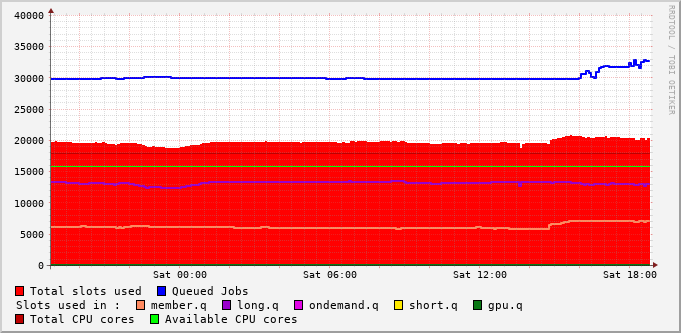 40000
35000
30000
25000
20000
15000
10000
5000
0
Sat 00:00 Sat 06:00 Sat 12:00 Sat 18:00
Total slots used Queued Jobs
Slots used in : member.q long.q ondemand.q short.q gpu.q
Total CPU cores Available CPU cores
RRDTOOL / TOBI OETIKER